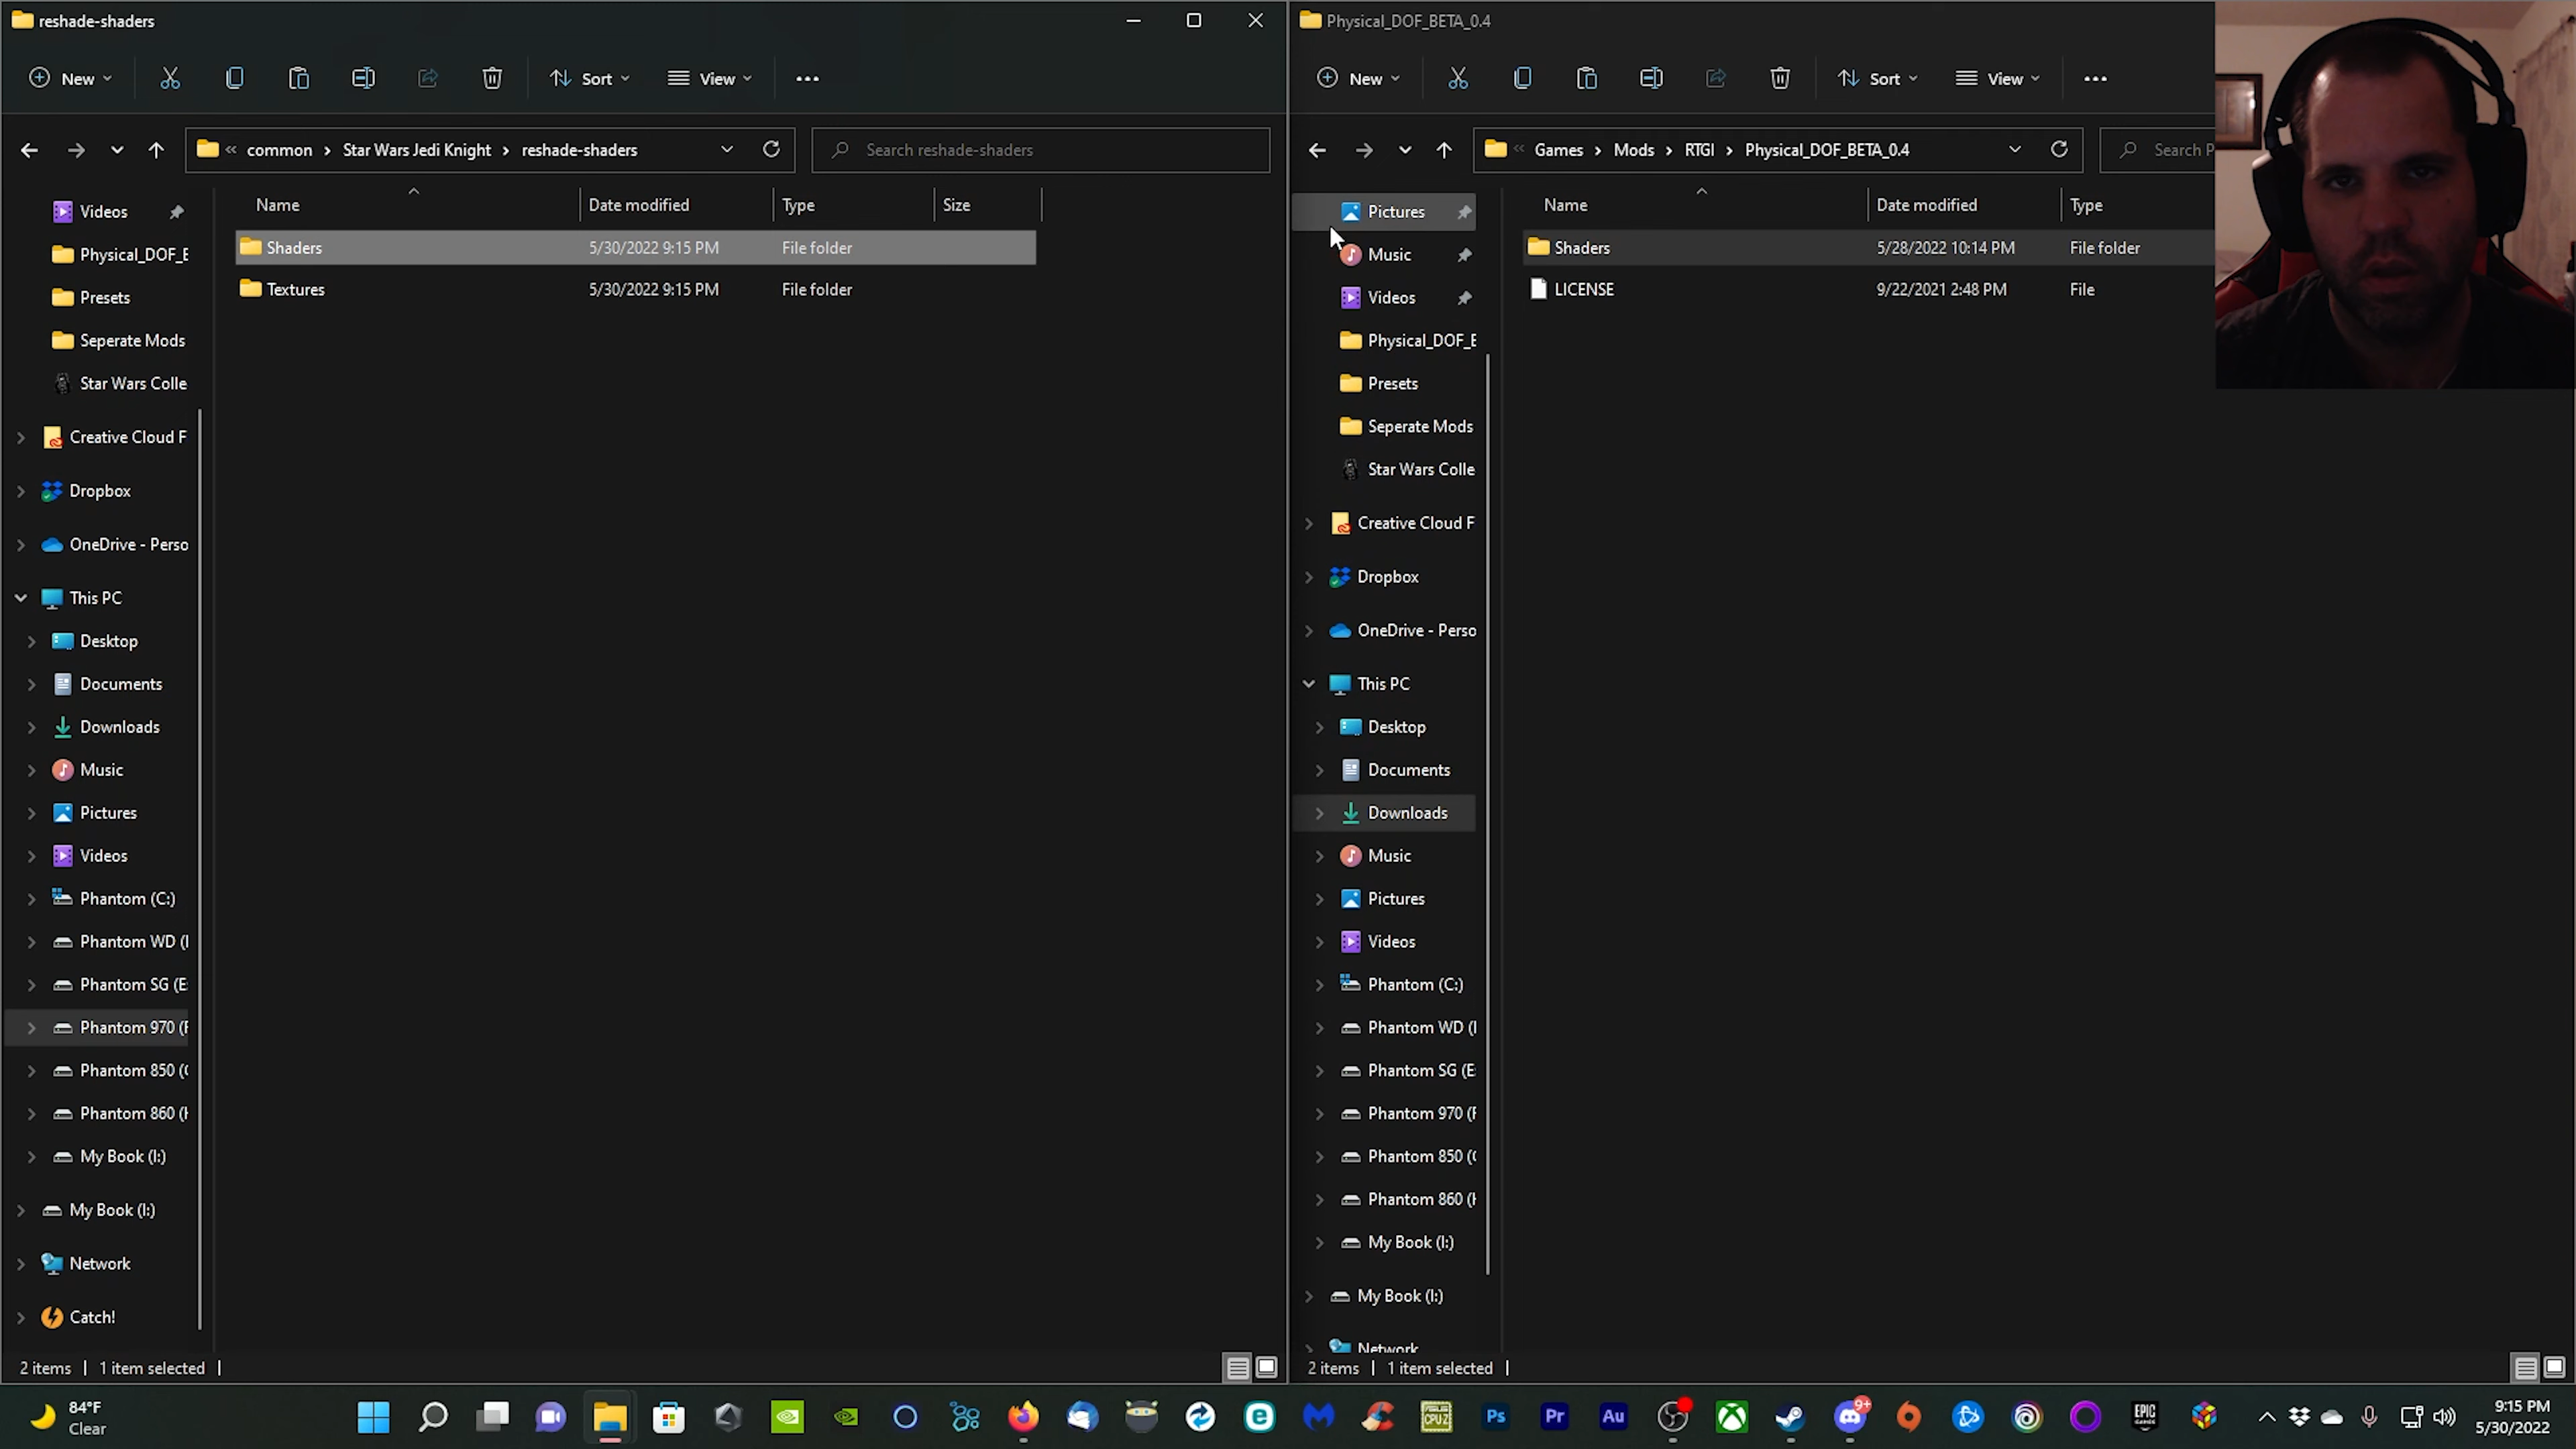 reshade-shaders
New
Sort
View
common > Star Wars Jedi Knight > reshade-shaders
Search reshade-shaders
Name
Date modified
Type
Size
Shaders
5/30/2022 9:15 PM
File folder
Textures
5/30/2022 9:15 PM
File folder
Videos
Physical_DOF_E
Presets
Seperate Mods
Star Wars Colle
Creative Cloud F
Dropbox
OneDrive - Perso
This PC
Desktop
Documents
Downloads
Music
Pictures
Videos
Phantom (C:)
Phantom WD (
Phantom SG (E
Phantom 970 (F
Phantom 850 (
Phantom 860 (
My Book (I:)
My Book (I:)
Network
Catch!
2 items | 1 item selected |
Physical_DOF_BETA_0.4
New
Sort
View
Games > Mods > RTGI > Physical_DOF_BETA_0.4
Search P
Name
Date modified
Type
Shaders
5/28/2022 10:14 PM
File folder
LICENSE
9/22/2021 2:48 PM
File
Pictures
Music
Videos
Physical_DOF_E
Presets
Seperate Mods
Star Wars Colle
Creative Cloud F
Dropbox
OneDrive - Perso
This PC
Desktop
Documents
Downloads
Music
Pictures
Videos
Phantom (C:)
Phantom WD (
Phantom SG (E
Phantom 970 (F
Phantom 850 (
Phantom 860 (
My Book (I:)
My Book (I:)
Network
2 items | 1 item selected |
84°F
Clear
CPU Z
Ps
Pr
Au
9+
EPIC
9:15 PM
5/30/2022